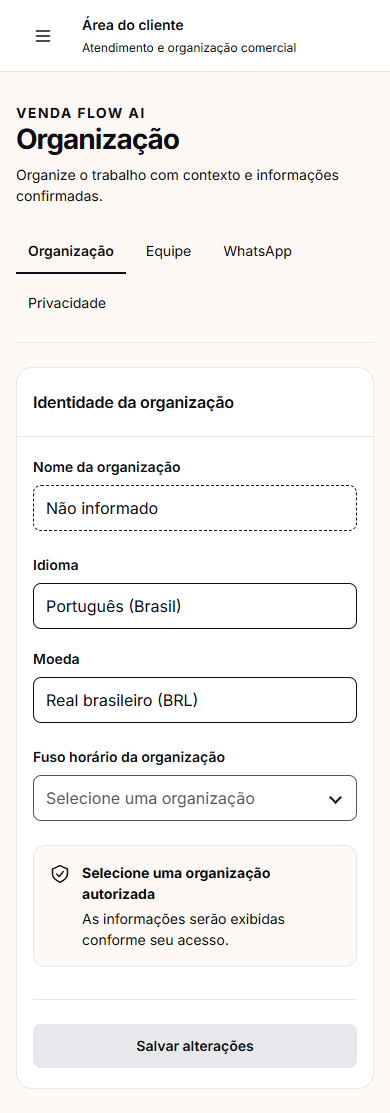 Área do cliente
Atendimento e organização comercial
VENDA FLOW AI
Organização
Organize o trabalho com contexto e informações
confirmadas.
Organização
Equipe
WhatsApp
Privacidade
Identidade da organização
Nome da organização
Não informado
Idioma
Português (Brasil)
Moeda
Real brasileiro (BRL)
Fuso horário da organização
Selecione uma organização
Selecione uma organização
autorizada
As informações serão exibidas
conforme seu acesso.
Salvar alterações